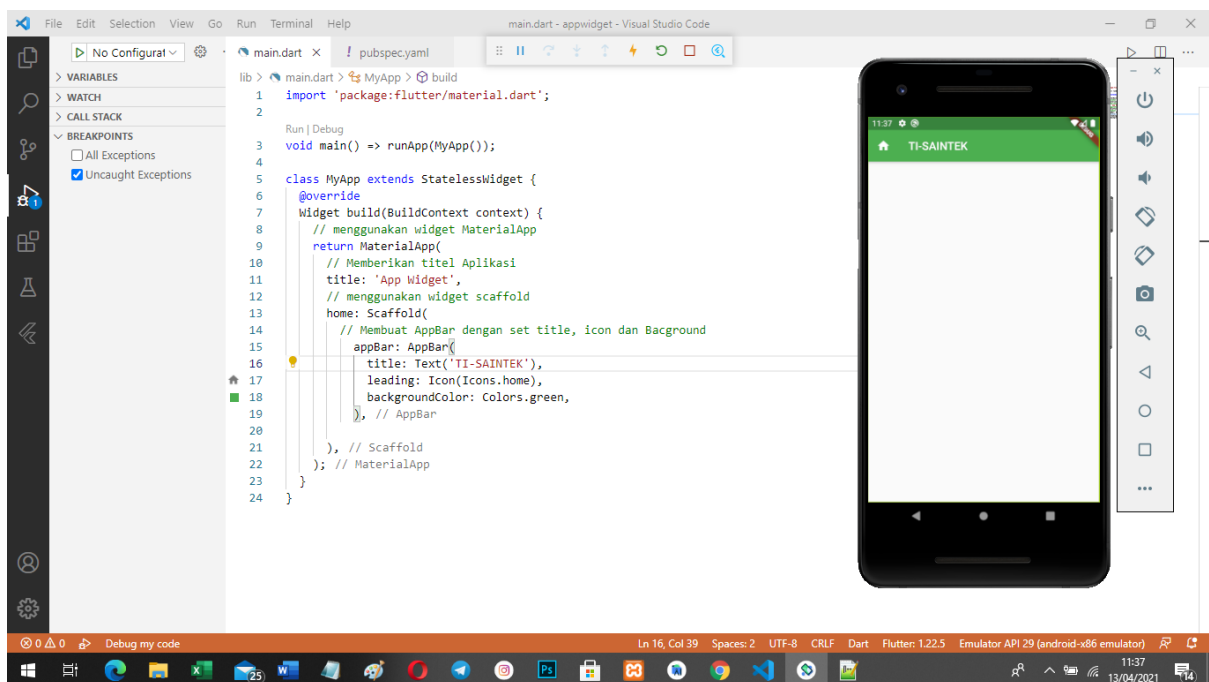 File Edit Selection View Go Run Terminal Help
main.dart - appwidget - Visual Studio Code
No Configurat
main.dart
! pubspec.yaml
VARIABLES
WATCH
CALL STACK
BREAKPOINTS
All Exceptions
Uncaught Exceptions
1
lib > main.dart > MyApp > build
1 import 'package:flutter/material.dart';
2
Run | Debug
3 void main() => runApp(MyApp());
4
5 class MyApp extends StatelessWidget {
6 @override
7 Widget build(BuildContext context) {
8 // menggunakan widget MaterialApp
9 return MaterialApp(
10 // Memberikan titel Aplikasi
11 title: 'App Widget',
12 // menggunakan widget scaffold
13 home: Scaffold(
14 // Membuat AppBar dengan set title, icon dan Bacground
15 appBar: AppBar(
16 title: Text('TI-SAINTEK'),
17 leading: Icon(Icons.home),
18 backgroundColor: Colors.green,
19 ), // AppBar
20
21 ), // Scaffold
22 ); // MaterialApp
23 }
24 }
11:37
TI-SAINTEK
0 0 Debug my code
Ln 16, Col 39 Spaces: 2 UTF-8 CRLF Dart Flutter: 1.22.5 Emulator API 29 (android-x86 emulator)
25
Ps
11:37
13/04/2021
14